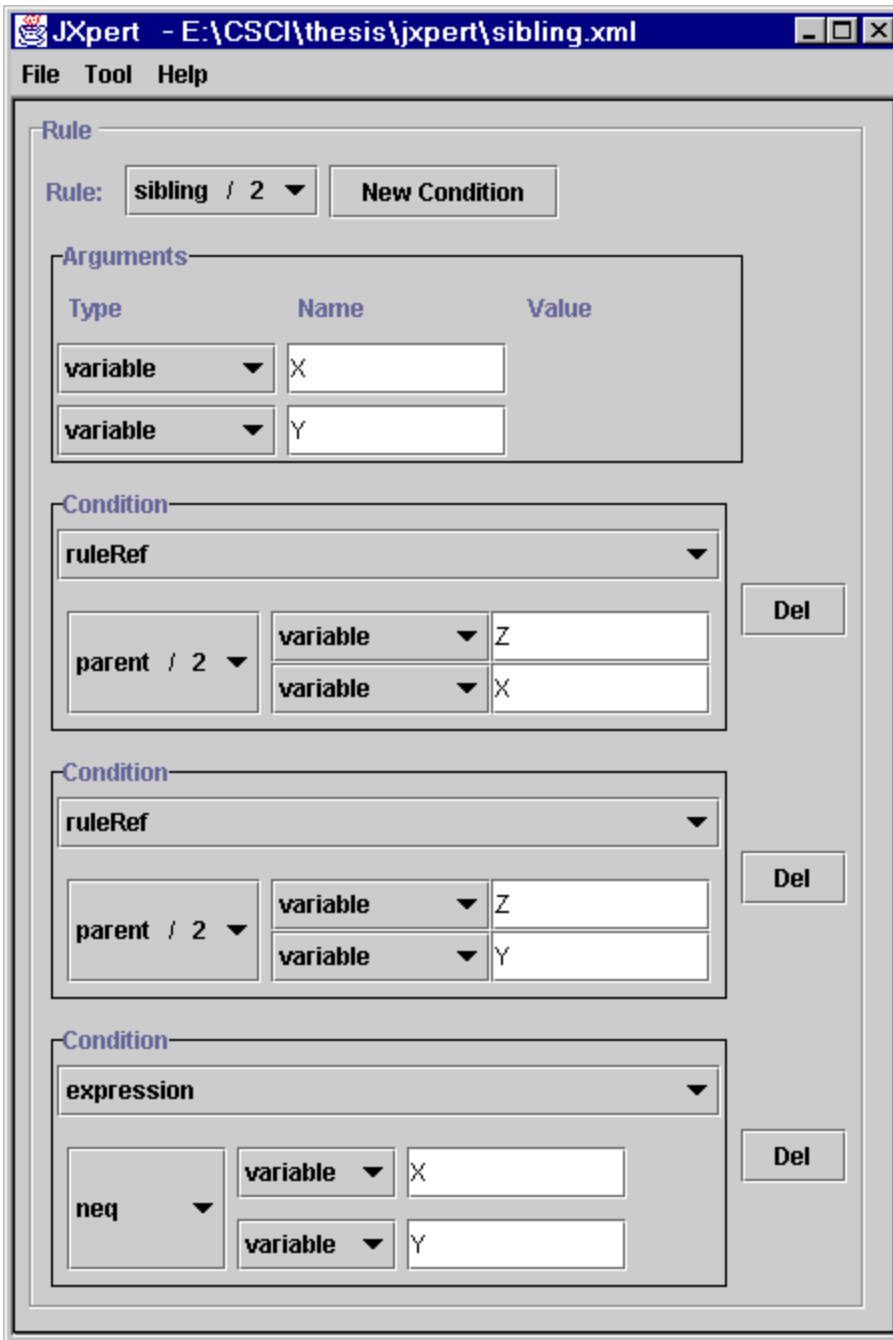 JXpert - E:\CSCI\thesis\jxpert\sibling.xml
File Tool Help
Rule
Rule: sibling / 2 New Condition
Arguments
Type Name Value
variable X
variable Y
Condition
ruleRef
Del
parent / 2
variable Z
variable X
Condition
ruleRef
Del
parent / 2
variable Z
variable Y
Condition
expression
Del
neq
variable X
variable Y